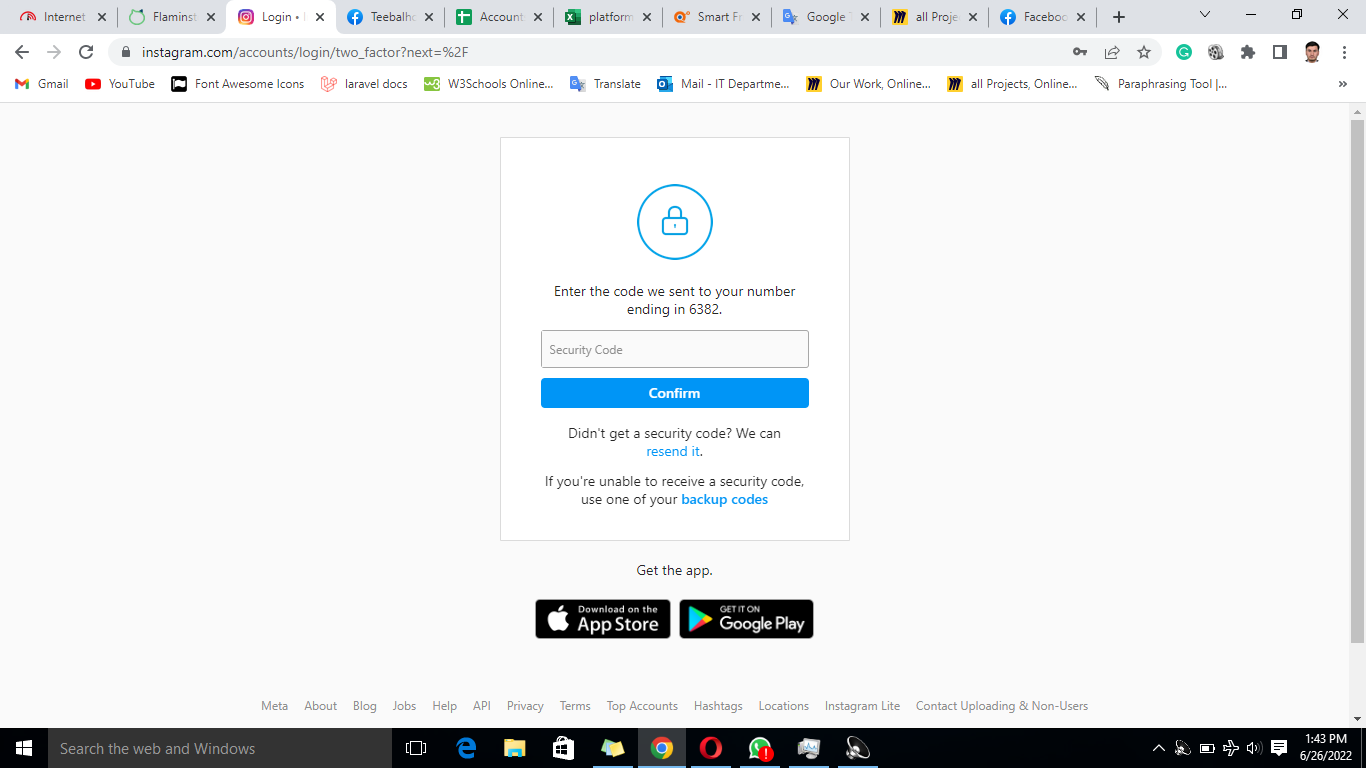 Internet
Flaminst
Login •
Teebalho
Account
platform
Smart Fr
Google T
all Proje
Faceboo
instagram.com/accounts/login/two_factor?next=%2F
Gmail
YouTube
Font Awesome Icons
laravel docs
W3Schools Online...
Translate
Mail - IT Departme...
Our Work, Online...
all Projects, Online...
Paraphrasing Tool |...
»
Enter the code we sent to your number
ending in 6382.
Security Code
Confirm
Didn't get a security code? We can
resend it.
If you're unable to receive a security code,
use one of your backup codes
Get the app.
Download on the
App Store
GET IT ON
Google Play
Meta
About
Blog
Jobs
Help
API
Privacy
Terms
Top Accounts
Hashtags
Locations
Instagram Lite
Contact Uploading & Non-Users
Search the web and Windows
1:43 PM
6/26/2022